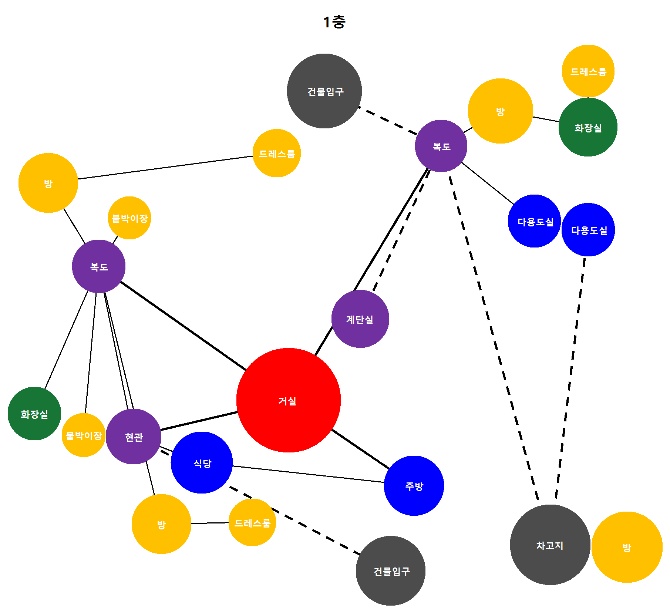 1층
드레스룸
건물입구
방
화장실
복도
드레스룸
방
다용도실
다용도실
붙박이장
복도
계단실
거실
화장실
붙박이장
현관
식당
주방
방
드레스룸
차고지
방
건물입구